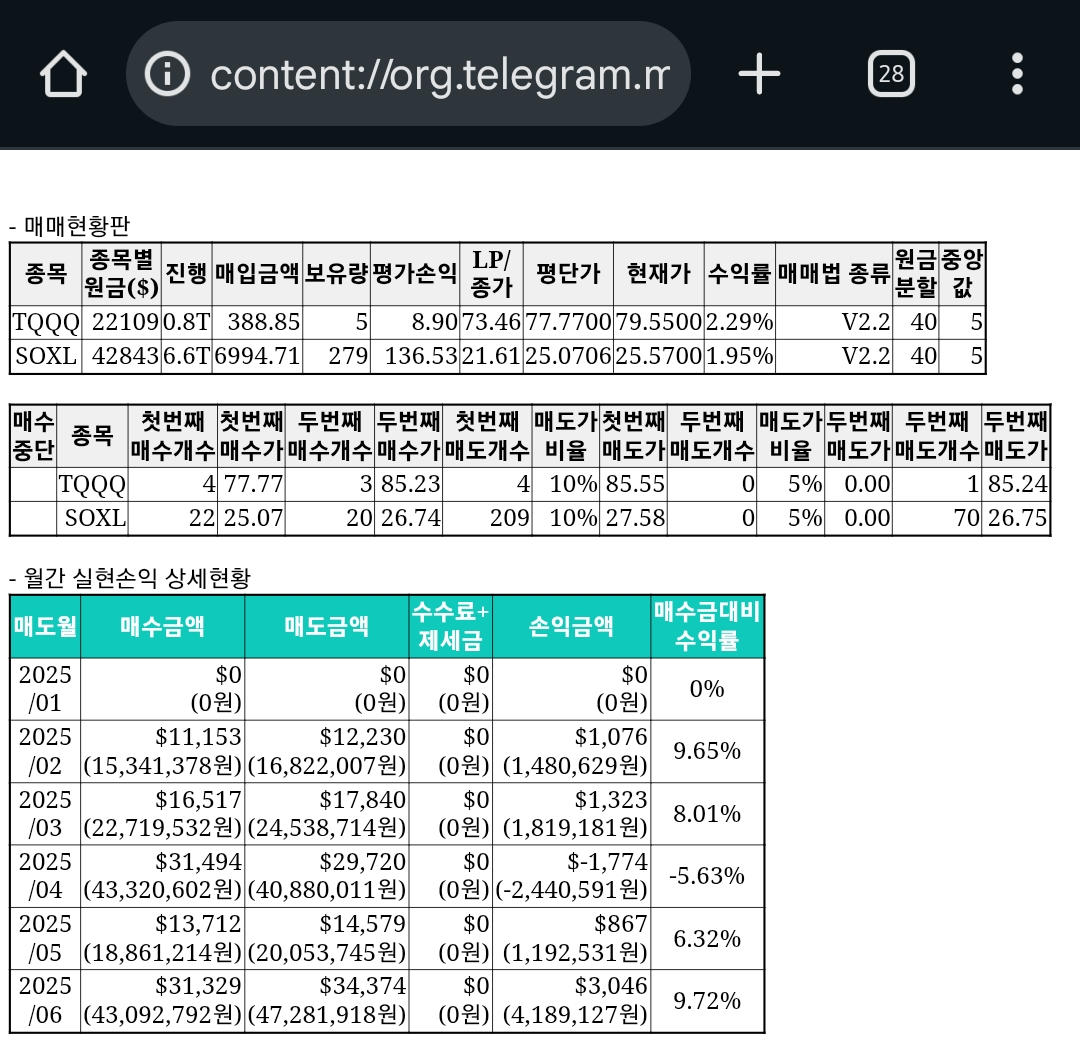 content://org.telegram.m
28
- 매매현황판
종목 종목별 원금($) 진행 매입금액 보유량 평가손익 LP/ 종가 평단가 현재가 수익률 매매법 종류 원금 분할 중앙 값
TQQQ 22109 0.8T 388.85 5 8.90 73.46 77.7700 79.5500 2.29% V2.2 40 5
SOXL 42843 6.6T 6994.71 279 136.53 21.61 25.0706 25.5700 1.95% V2.2 40 5
매수 중단 종목 첫번째 매수개수 첫번째 매수가 두번째 매수개수 두번째 매수가 첫번째 매도개수 매도가 비율 첫번째 매도가 두번째 매도개수 매도가 비율 두번째 매도가 두번째 매도개수 두번째 매도가
TQQQ 4 77.77 3 85.23 4 10% 85.55 0 5% 0.00 1 85.24
SOXL 22 25.07 20 26.74 209 10% 27.58 0 5% 0.00 70 26.75
- 월간 실현손익 상세현황
매도월 매수금액 매도금액 수수료+ 제세금 손익금액 매수금대비 수익률
2025 $0 $0 $0 $0 0%
/01 (0원) (0원) (0원) (0원)
2025 $11,153 $12,230 $0 $1,076 9.65%
/02 (15,341,378원) (16,822,007원) (0원) (1,480,629원)
2025 $16,517 $17,840 $0 $1,323 8.01%
/03 (22,719,532원) (24,538,714원) (0원) (1,819,181원)
2025 $31,494 $29,720 $0 $-1,774 -5.63%
/04 (43,320,602원) (40,880,011원) (0원) (-2,440,591원)
2025 $13,712 $14,579 $0 $867 6.32%
/05 (18,861,214원) (20,053,745원) (0원) (1,192,531원)
2025 $31,329 $34,374 $0 $3,046 9.72%
/06 (43,092,792원) (47,281,918원) (0원) (4,189,127원)